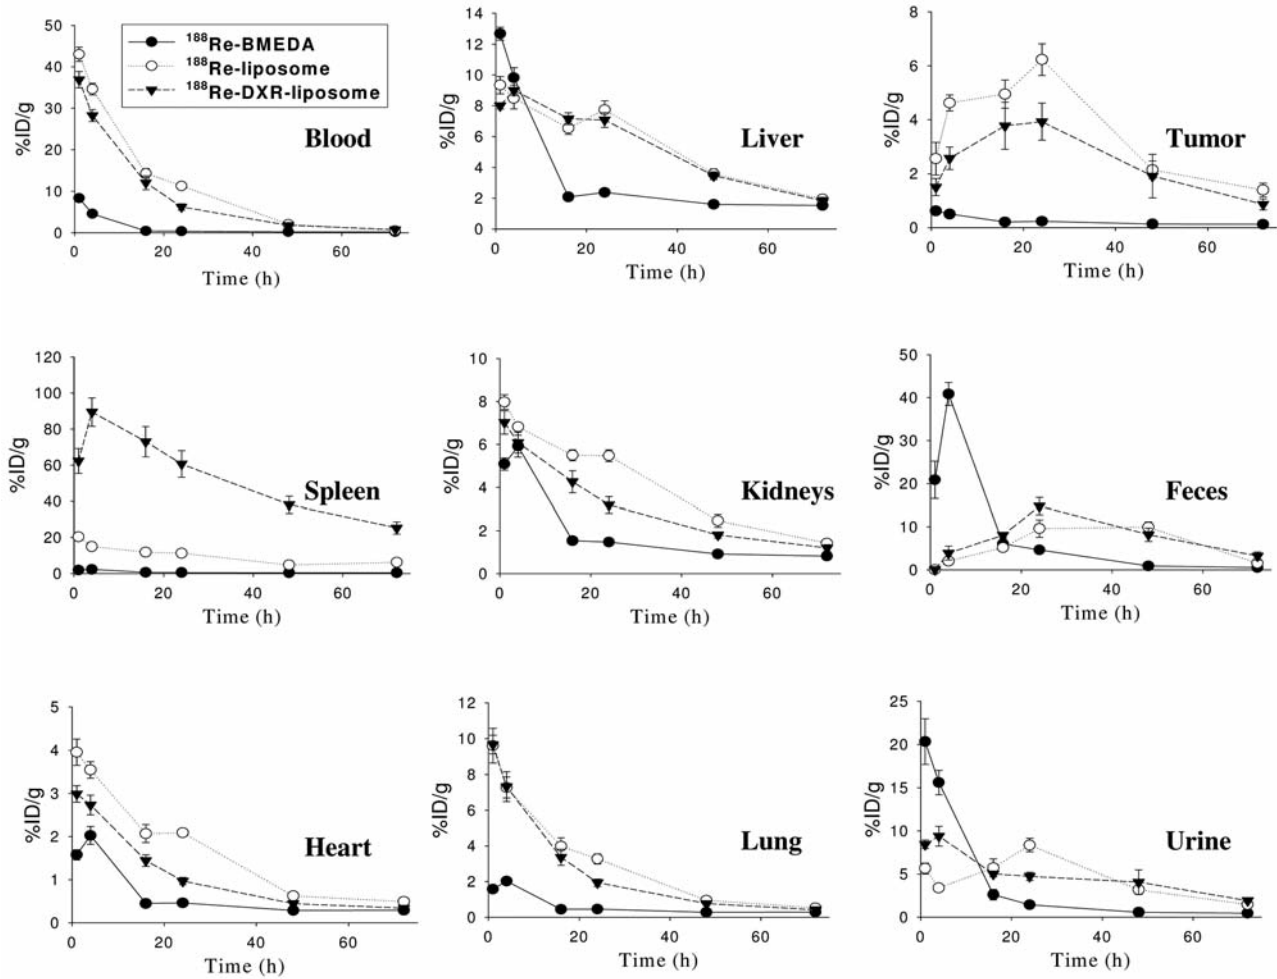 50
40
30
20
10
0
%ID/g
188Re-BMEDA
188Re-liposome
188Re-DXR-liposome
Blood
0 20 40 60
Time (h)
14
12
10
8
6
4
2
0
%ID/g
Liver
0 20 40 60
Time (h)
8
6
4
2
0
%ID/g
Tumor
0 20 40 60
Time (h)
120
100
80
60
40
20
0
%ID/g
Spleen
0 20 40 60
Time (h)
10
8
6
4
2
0
%ID/g
Kidneys
0 20 40 60
Time (h)
50
40
30
20
10
0
%ID/g
Feces
0 20 40 60
Time (h)
5
4
3
2
1
0
%ID/g
Heart
0 20 40 60
Time (h)
12
10
8
6
4
2
0
%ID/g
Lung
0 20 40 60
Time (h)
25
20
15
10
5
0
%ID/g
Urine
0 20 40 60
Time (h)